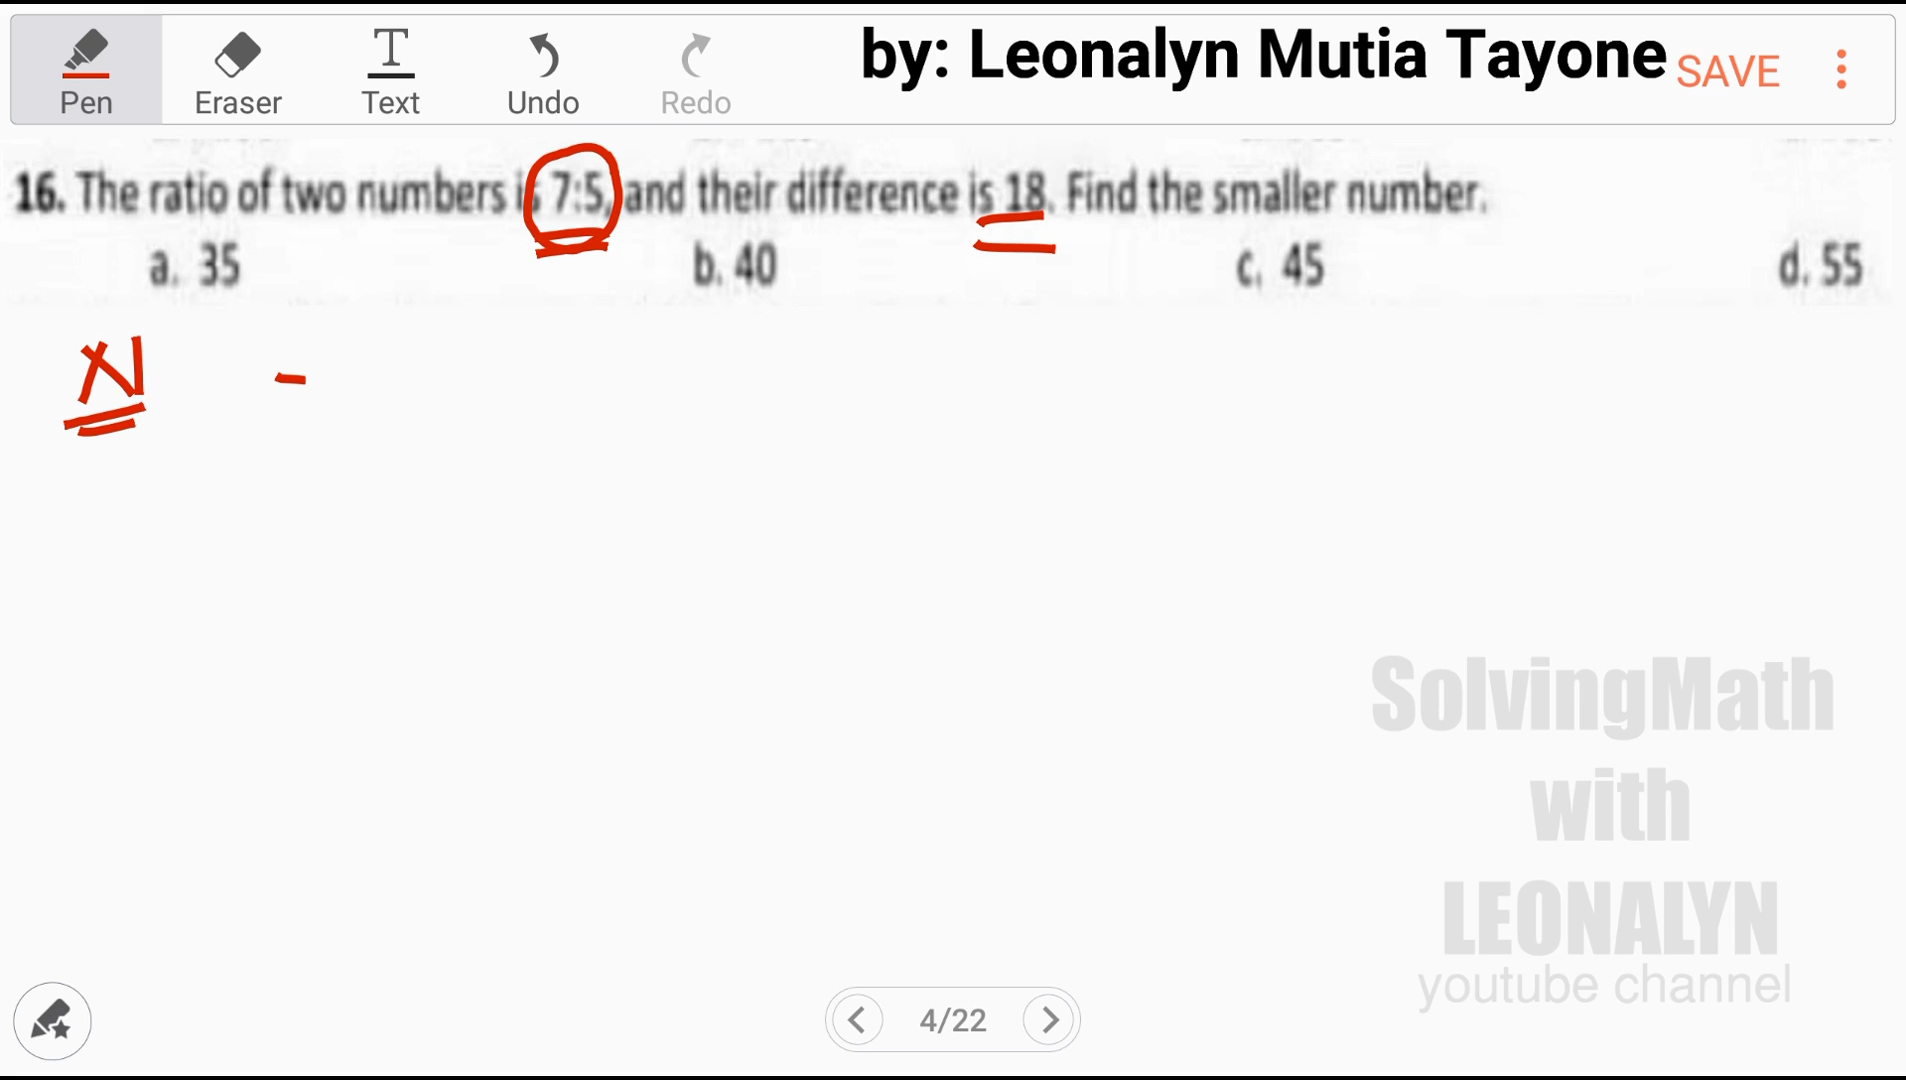 Pen Eraser Text Undo Redo by: Leonalyn Mutia Tayone SAVE
16. The ratio of two numbers is 7:5, and their difference is 18. Find the smaller number.
a. 35 b. 40 c. 45 d. 55
N -
SolvingMath
with
LEONALYN
youtube channel
4/22